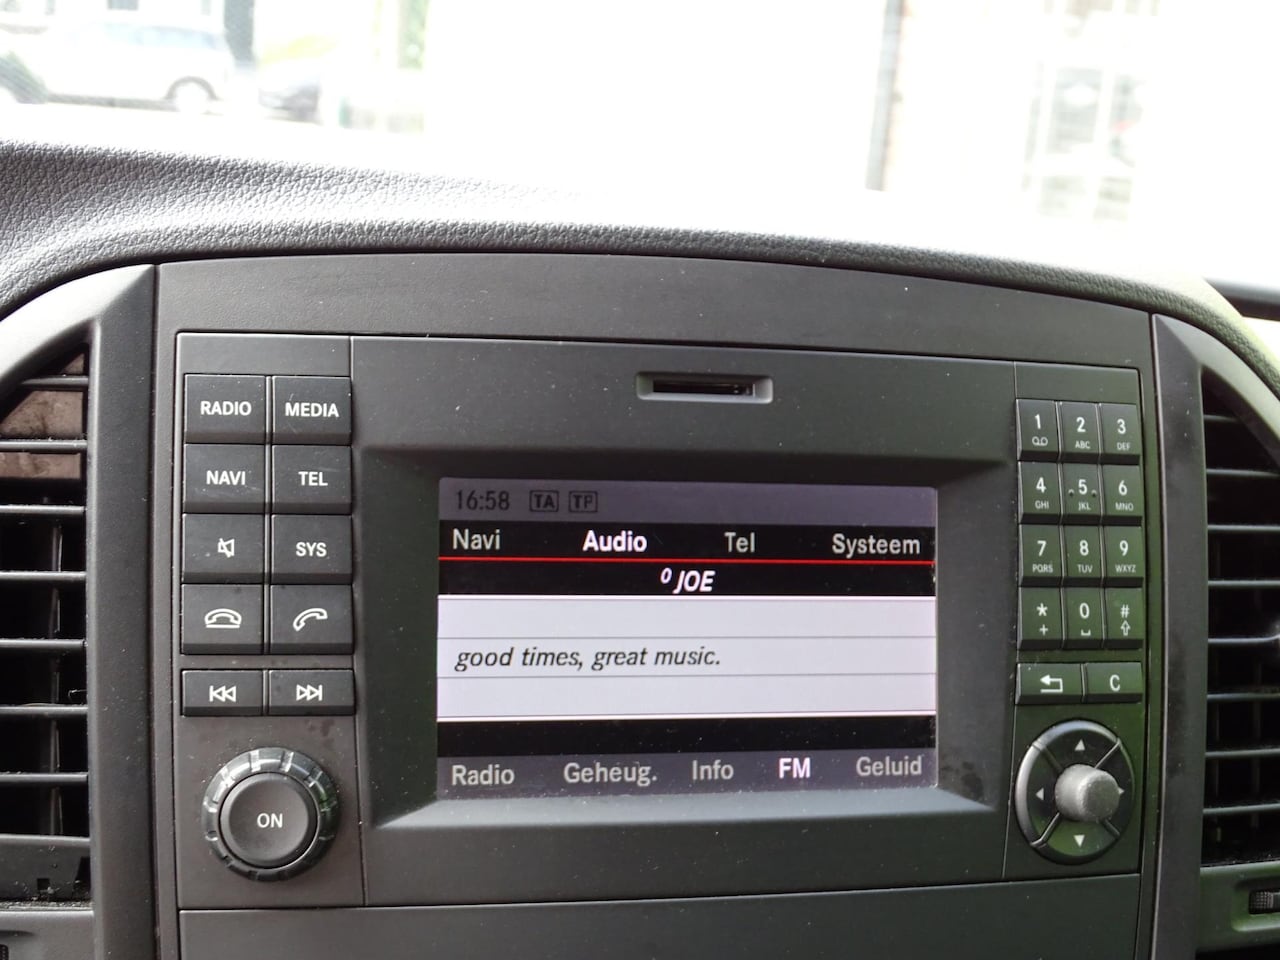 RADIO MEDIA
NAVI TEL
SYS
ON
16:58 TA TP
Navi Audio Tel Systeem
0 JOE
good times, great music.
Radio Geheug. Info FM Geluid
1 2 3
ABC DEF
4 5 6
GHI JKL MNO
7 8 9
PQRS TUV WXYZ
* 0 #
+
C